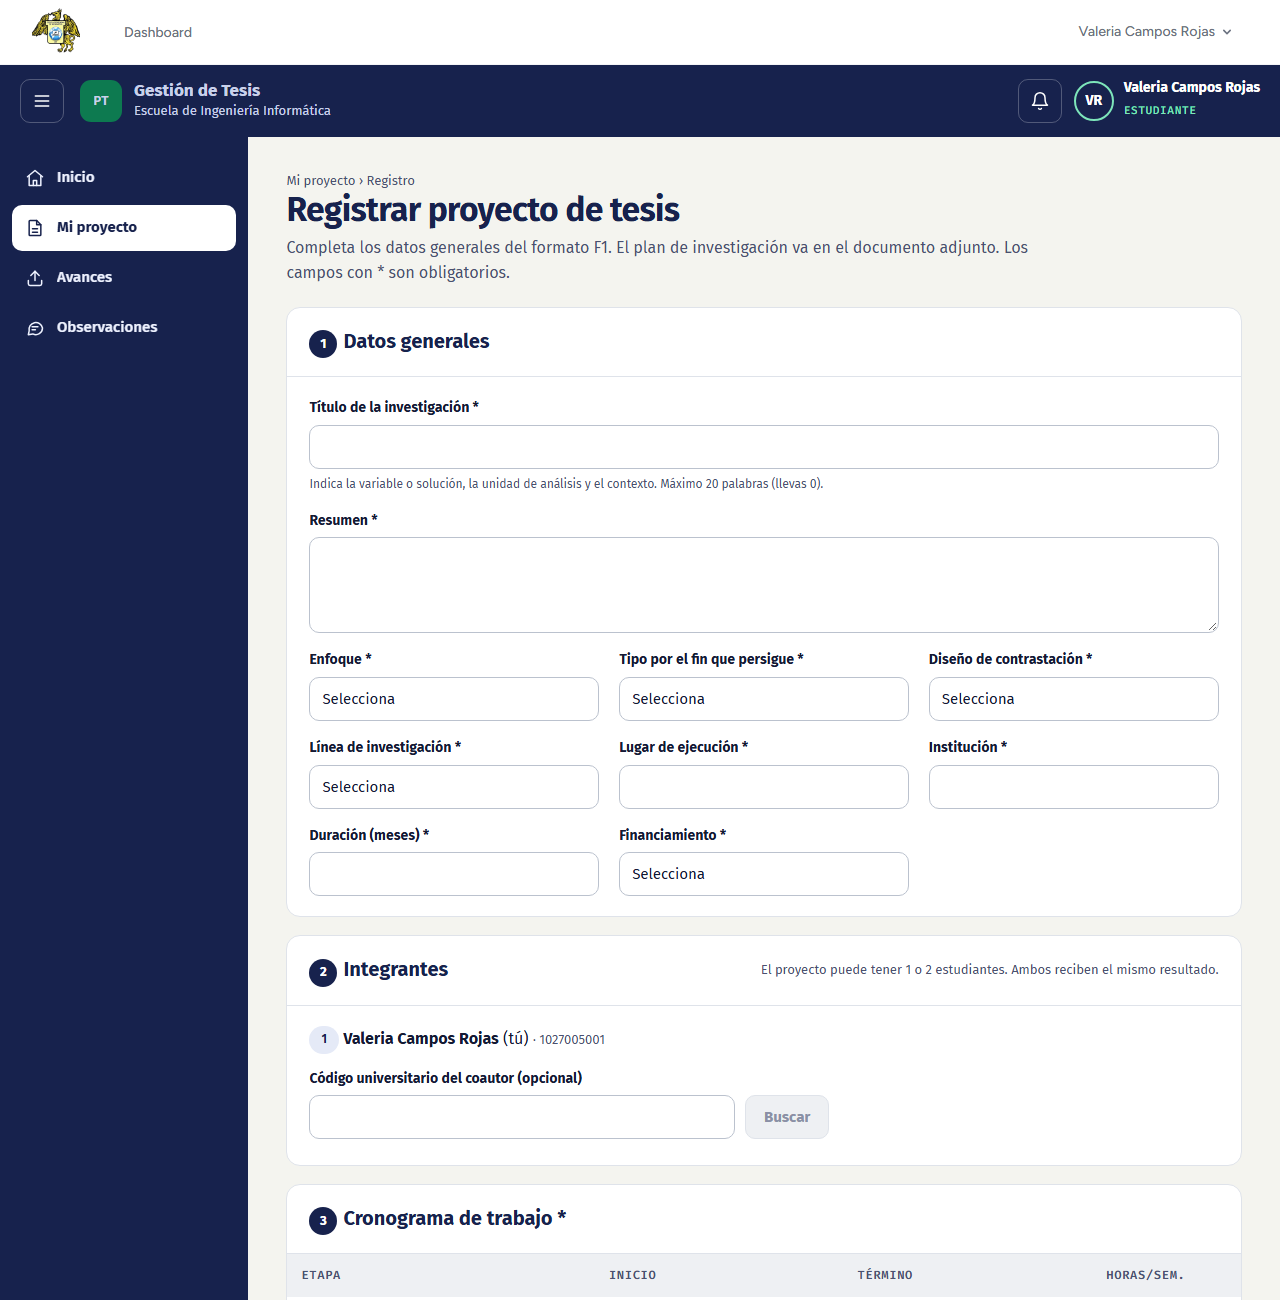 Dashboard
Valeria Campos Rojas
PT
Gestión de Tesis
Escuela de Ingeniería Informática
VR
Valeria Campos Rojas
ESTUDIANTE
Inicio
Mi proyecto
Avances
Observaciones
Mi proyecto › Registro
Registrar proyecto de tesis
Completa los datos generales del formato F1. El plan de investigación va en el documento adjunto. Los
campos con * son obligatorios.
1 Datos generales
Título de la investigación *
Indica la variable o solución, la unidad de análisis y el contexto. Máximo 20 palabras (llevas 0).
Resumen *
Enfoque *
Tipo por el fin que persigue *
Diseño de contrastación *
Selecciona
Selecciona
Selecciona
Línea de investigación *
Lugar de ejecución *
Institución *
Selecciona
Duración (meses) *
Financiamiento *
Selecciona
2 Integrantes
El proyecto puede tener 1 o 2 estudiantes. Ambos reciben el mismo resultado.
1 Valeria Campos Rojas (tú) · 1027005001
Código universitario del coautor (opcional)
Buscar
3 Cronograma de trabajo *
ETAPA
INICIO
TÉRMINO
HORAS/SEM.